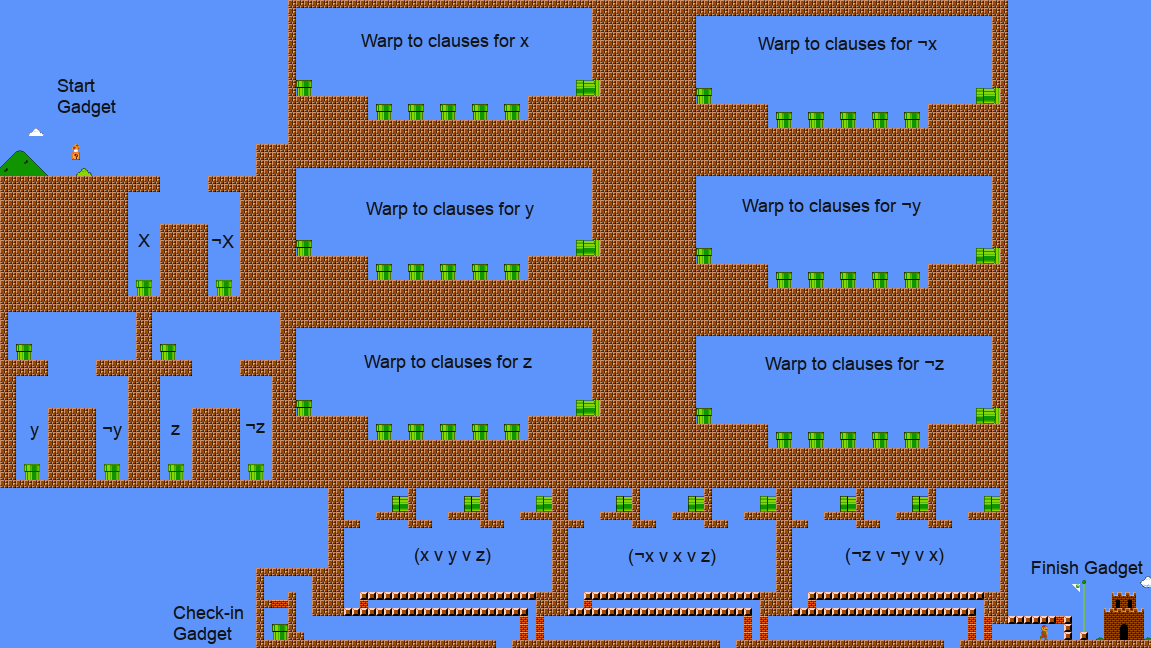 Warp to clauses for x
Warp to clauses for ¬x
Start
Gadget
Warp to clauses for y
Warp to clauses for ¬y
X
¬X
Warp to clauses for z
Warp to clauses for ¬z
y
¬y
z
¬z
(x v y v z)
(¬x v x v z)
(¬z v ¬y v x)
Finish Gadget
Check-in
Gadget